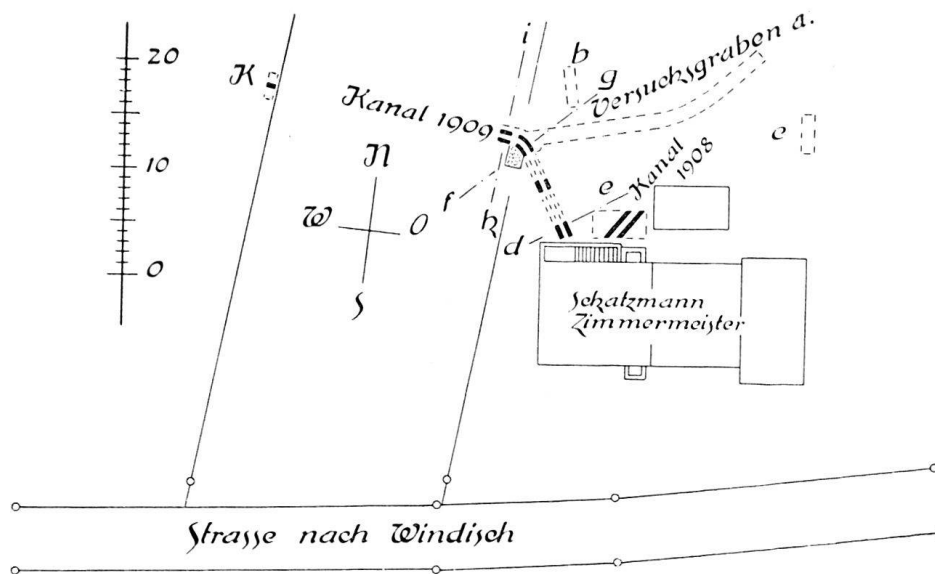 20
10
0
K
Kanal 1909
N
W
O
S
i
b
g
Versuchsgraben a.
c
f
k
d
e
Kanal
1908
Schatzmann
Zimmermeister
Strasse nach Windisch